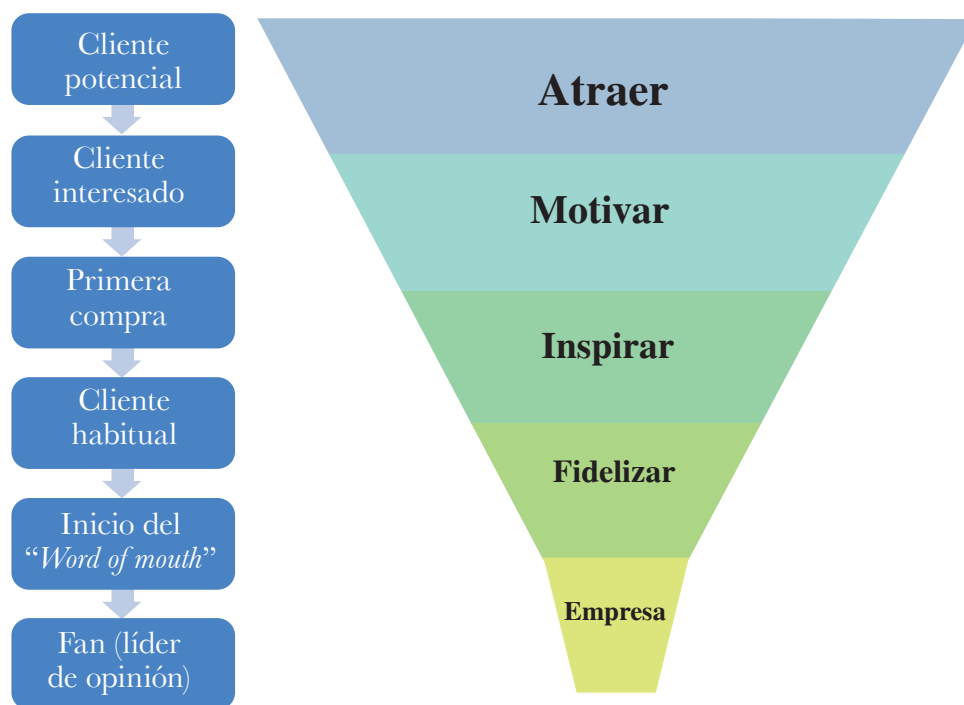 Cliente
potencial
Cliente
interesado
Primera
compra
Cliente
habitual
Inicio del
“Word of mouth”
Fan (líder
de opinión)
Atraer
Motivar
Inspirar
Fidelizar
Empresa